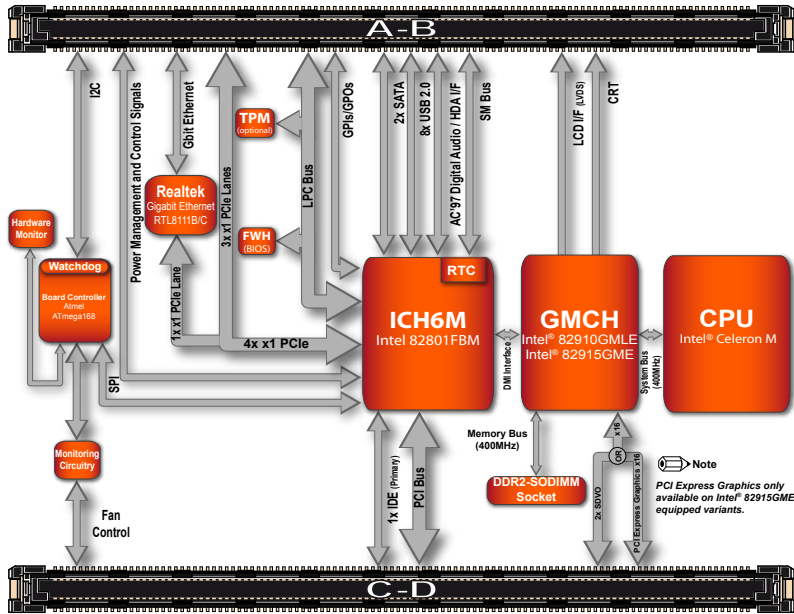 A-B
I2C
Power Management and Control Signals
Gbit Ethernet
3x x1 PCIe Lanes
TPM
(optional)
LPC Bus
GPIs/GPOs
2x SATA
8x USB 2.0
AC'97 Digital Audio / HDA I/F
SM Bus
LCD I/F (LVDS)
CRT
Realtek
Gigabit Ethernet
RTL8111B/C
Hardware
Monitor
FWH
(BIOS)
Watchdog
Board Controller
Atmel
ATmega168
1x x1 PCIe Lane
4x x1 PCIe
SPI
RTC
ICH6M
Intel 82801FBM
DMI Interface
GMCH
Intel® 82910GMLE
Intel® 82915GME
System Bus
(400MHz)
CPU
Intel® Celeron M
Monitoring
Circuitry
Fan
Control
1x IDE (Primary)
PCI Bus
Memory Bus
(400MHz)
DDR2-SODIMM
Socket
x16
OR
2x SDVO
PCI Express Graphics x16
Note
PCI Express Graphics only
available on Intel® 82915GME
equipped variants.
C-D